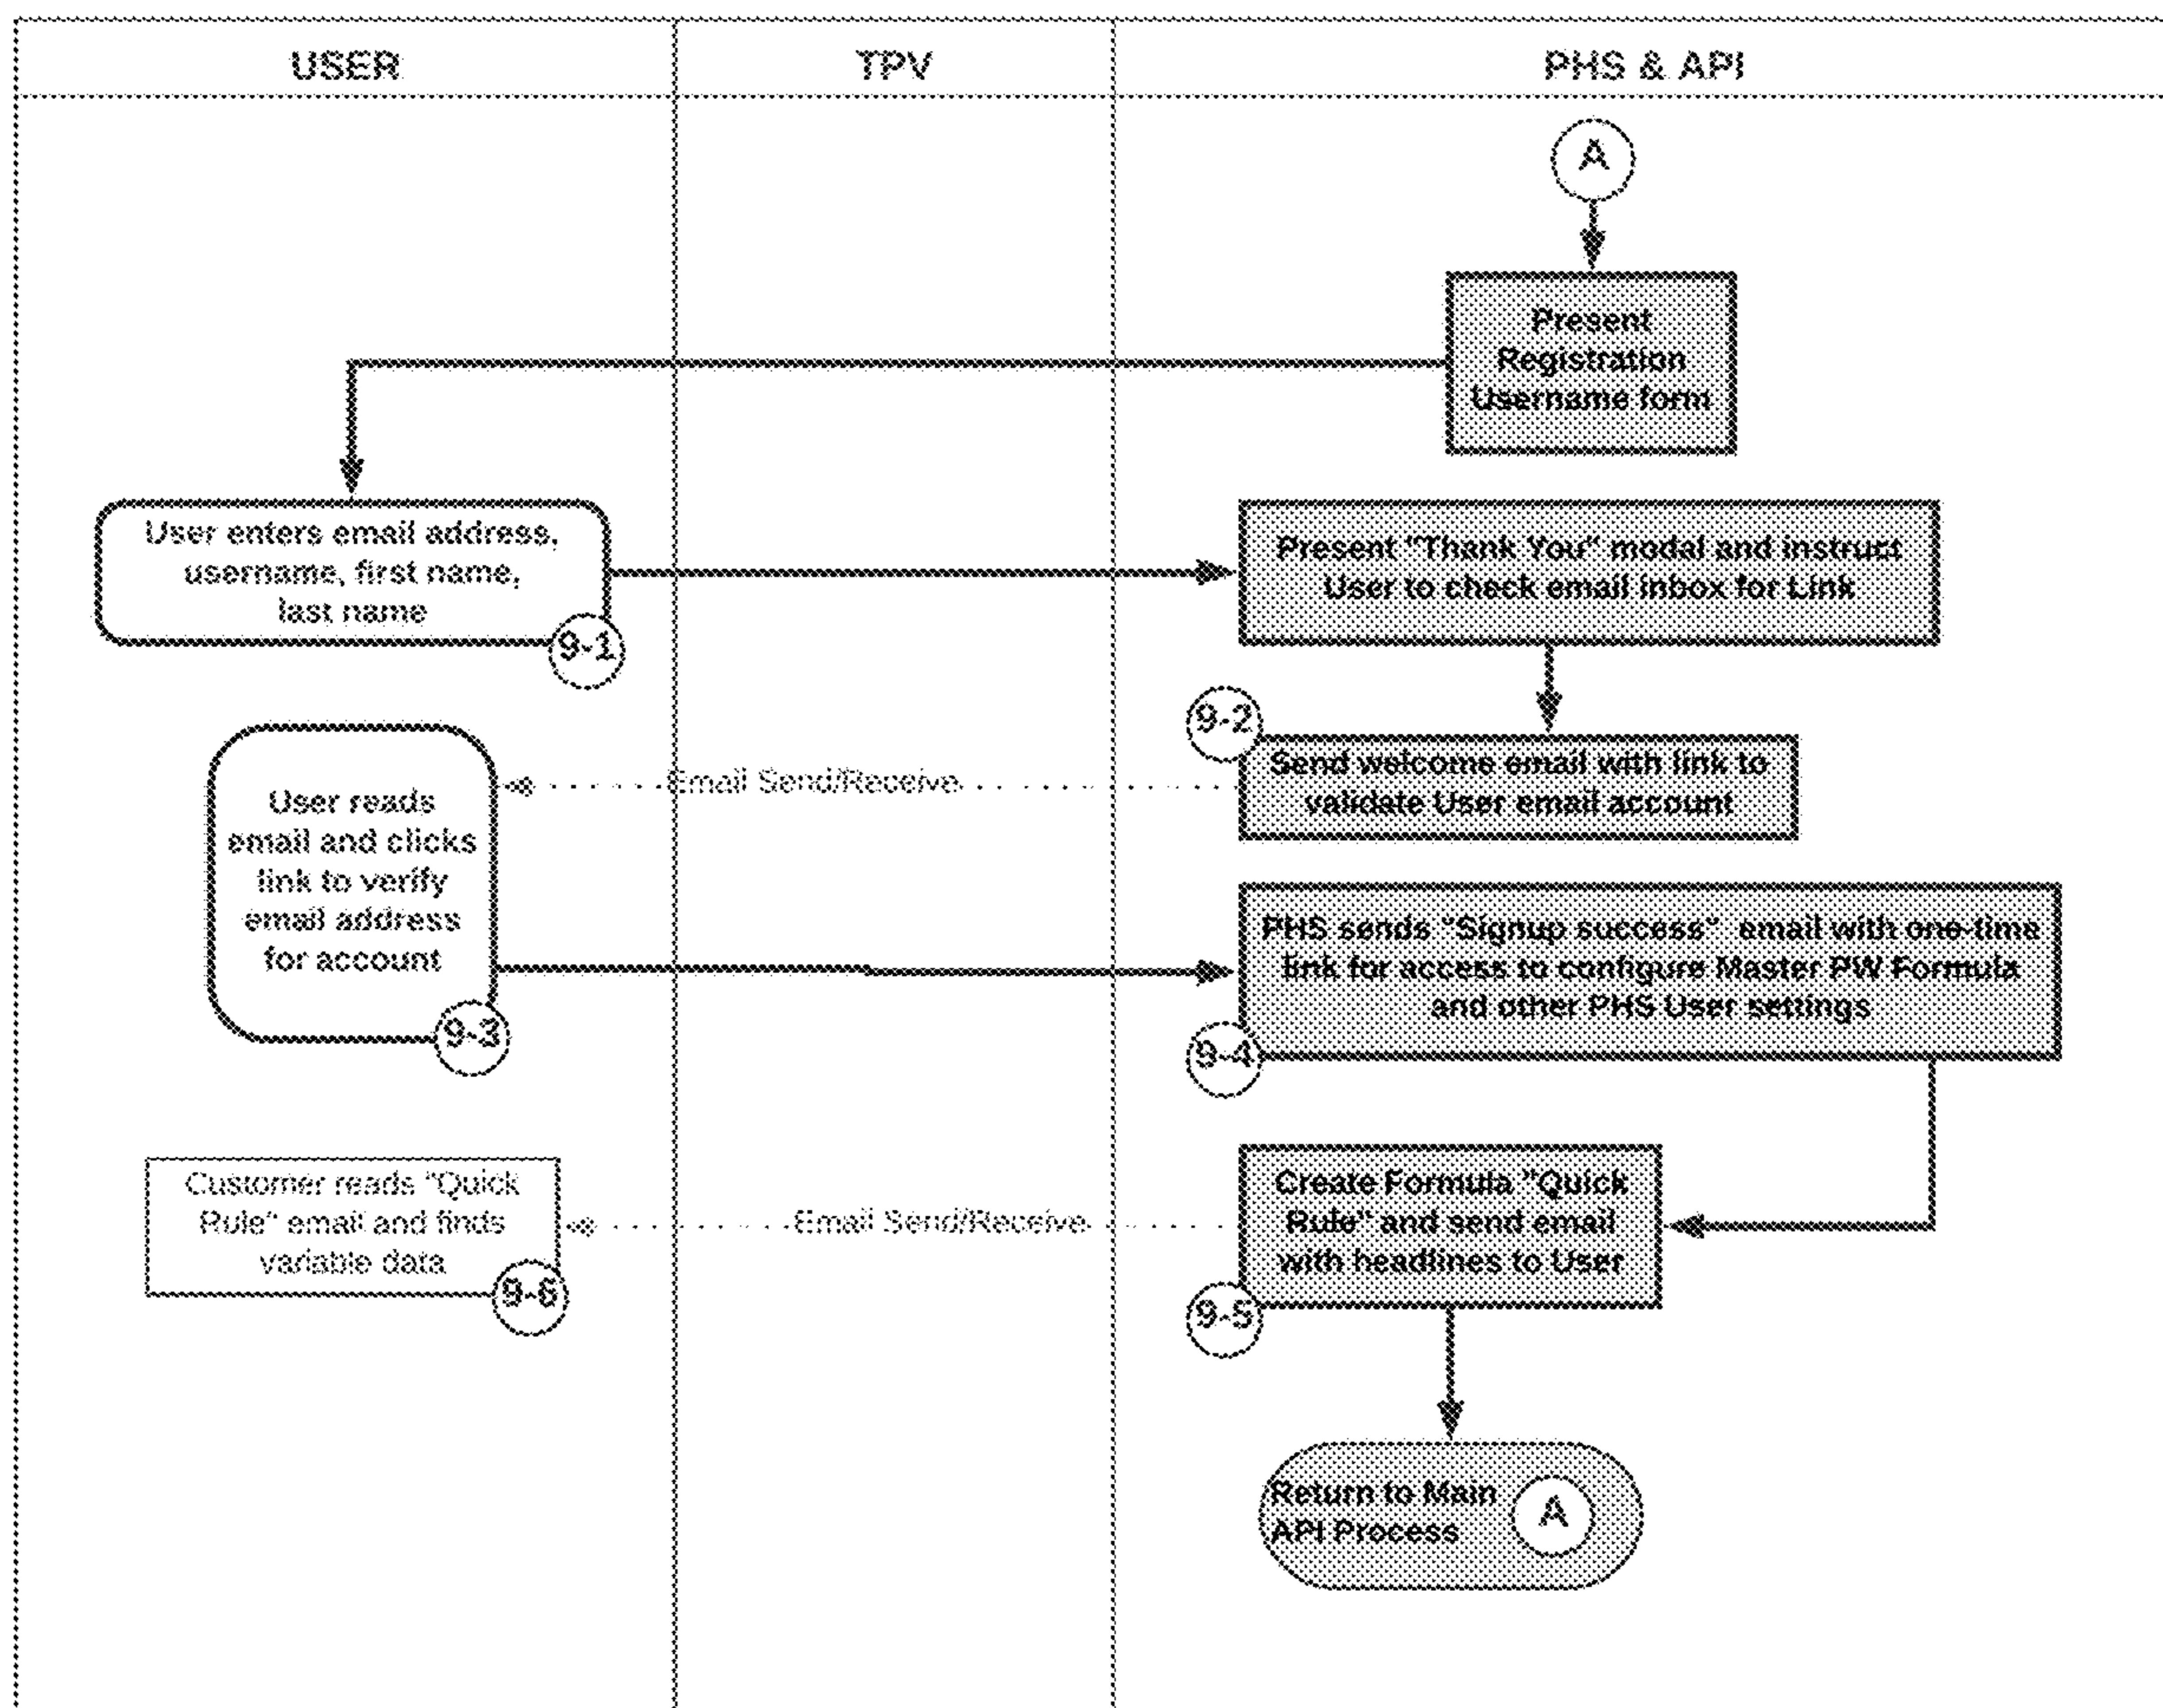 USER
TPV
PHS & API
A
Present
Registration
Username form
User enters email address,
username, first name,
last name
9-1
Present "Thank You" modal and instruct
User to check email inbox for Link
9-2
Send welcome email with link to
validate User email account
Email Send/Receive
User reads
email and clicks
link to verify
email address
for account
9-3
PHS sends "Signup success" email with one-time
link for access to configure Master PW Formula
and other PHS User settings
9-4
Customer reads "Quick
Rule" email and finds
variable data
9-6
Email Send/Receive
Create Formula "Quick
Rule" and send email
with headlines to User
9-5
Return to Main
API Process
A